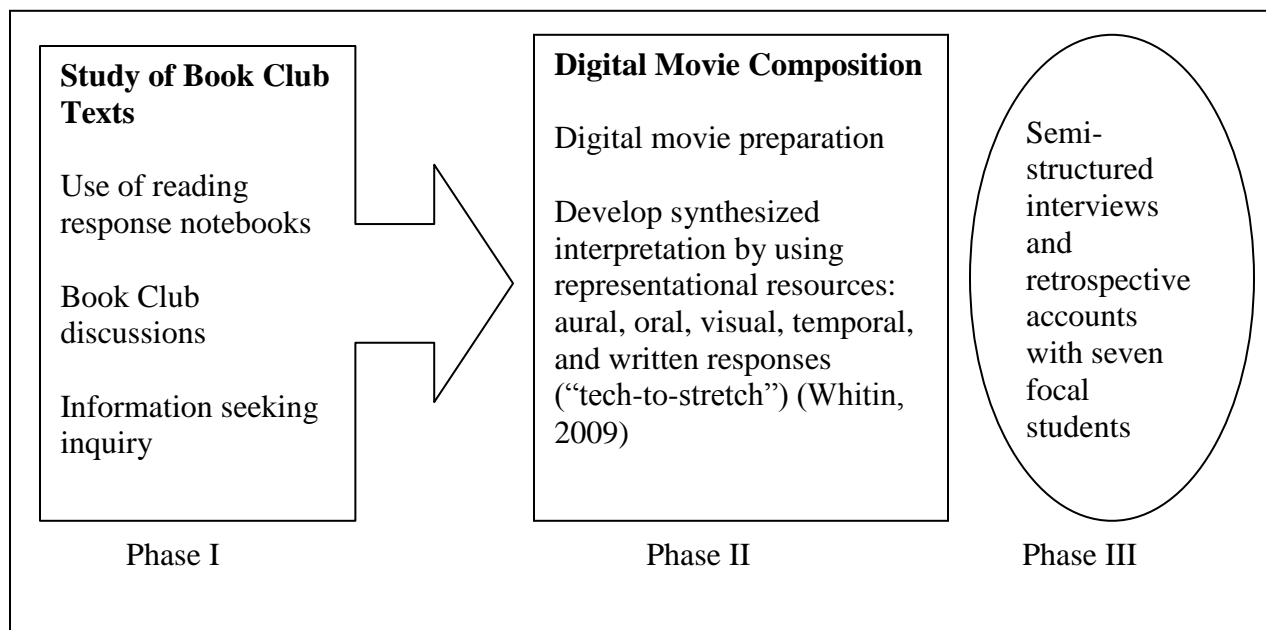 Study of Book Club
Texts
Use of reading
response notebooks
Book Club
discussions
Information seeking
inquiry
Digital Movie Composition
Digital movie preparation
Develop synthesized
interpretation by using
representational resources:
aural, oral, visual, temporal,
and written responses
(“tech-to-stretch”) (Whitin,
2009)
Semi-
structured
interviews
and
retrospective
accounts
with seven
focal
students
Phase I
Phase II
Phase III